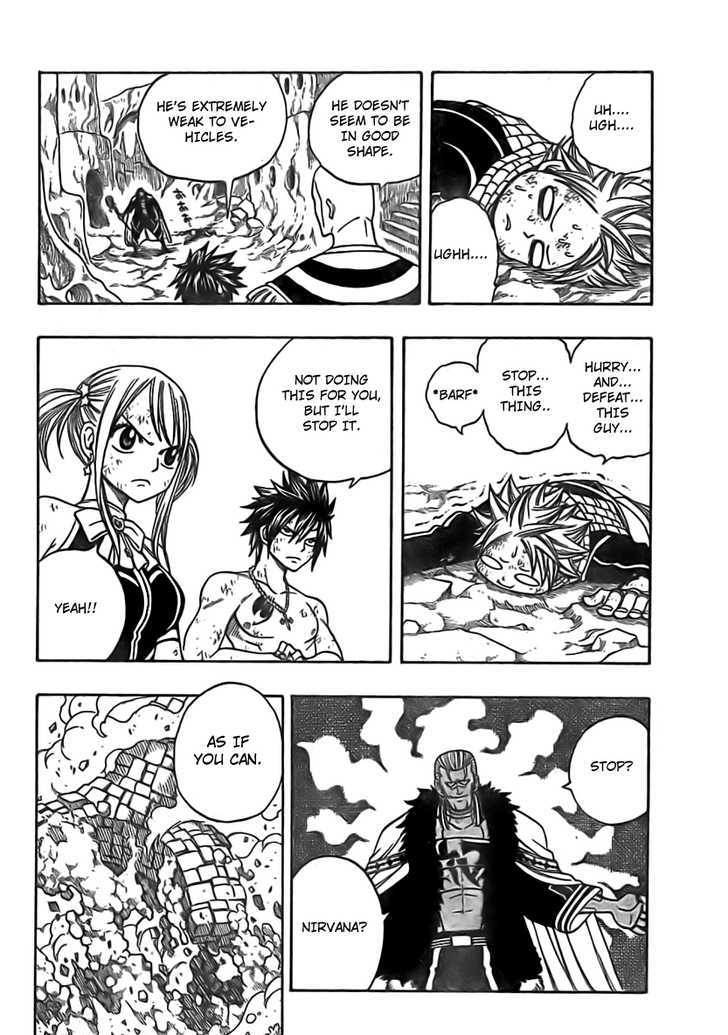 UH....
UGH....
UGHH....
HE DOESN'T
SEEM TO BE
IN GOOD
SHAPE.
HE'S EXTREMELY
WEAK TO VE-
HICLES.
HURRY...
AND...
DEFEAT...
THIS
GUY...
STOP...
THIS
THING..
*BARF*
NOT DOING
THIS FOR YOU,
BUT I'LL
STOP IT.
YEAH!!
STOP?
NIRVANA?
AS IF
YOU CAN.